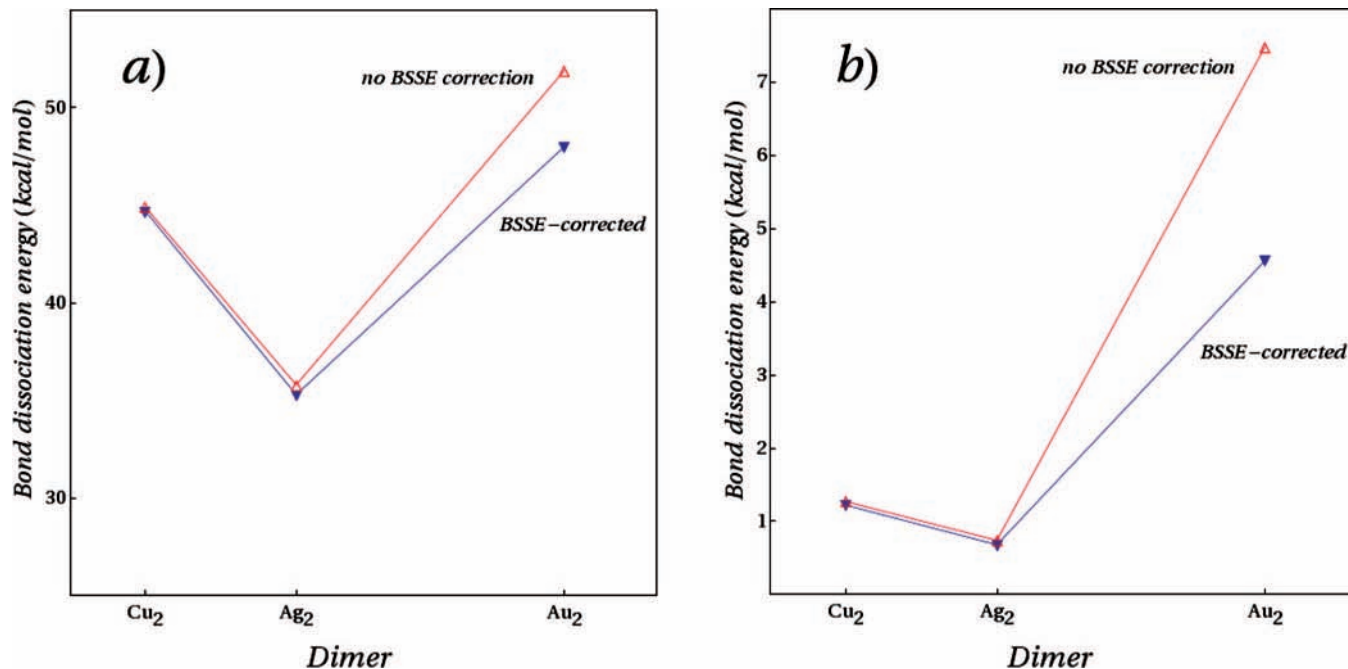 a)
no BSSE correction
BSSE-corrected
Bond dissociation energy (kcal/mol)
50
40
30
Cu2
Ag2
Au2
Dimer
b)
no BSSE correction
BSSE-corrected
Bond dissociation energy (kcal/mol)
7
6
5
4
3
2
1
Cu2
Ag2
Au2
Dimer